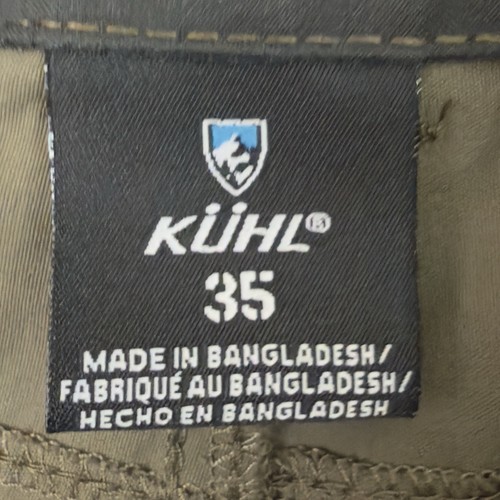 KÜHL®
35
MADE IN BANGLADESH/
FABRIQUÉ AU BANGLADESH/
HECHO EN BANGLADESH